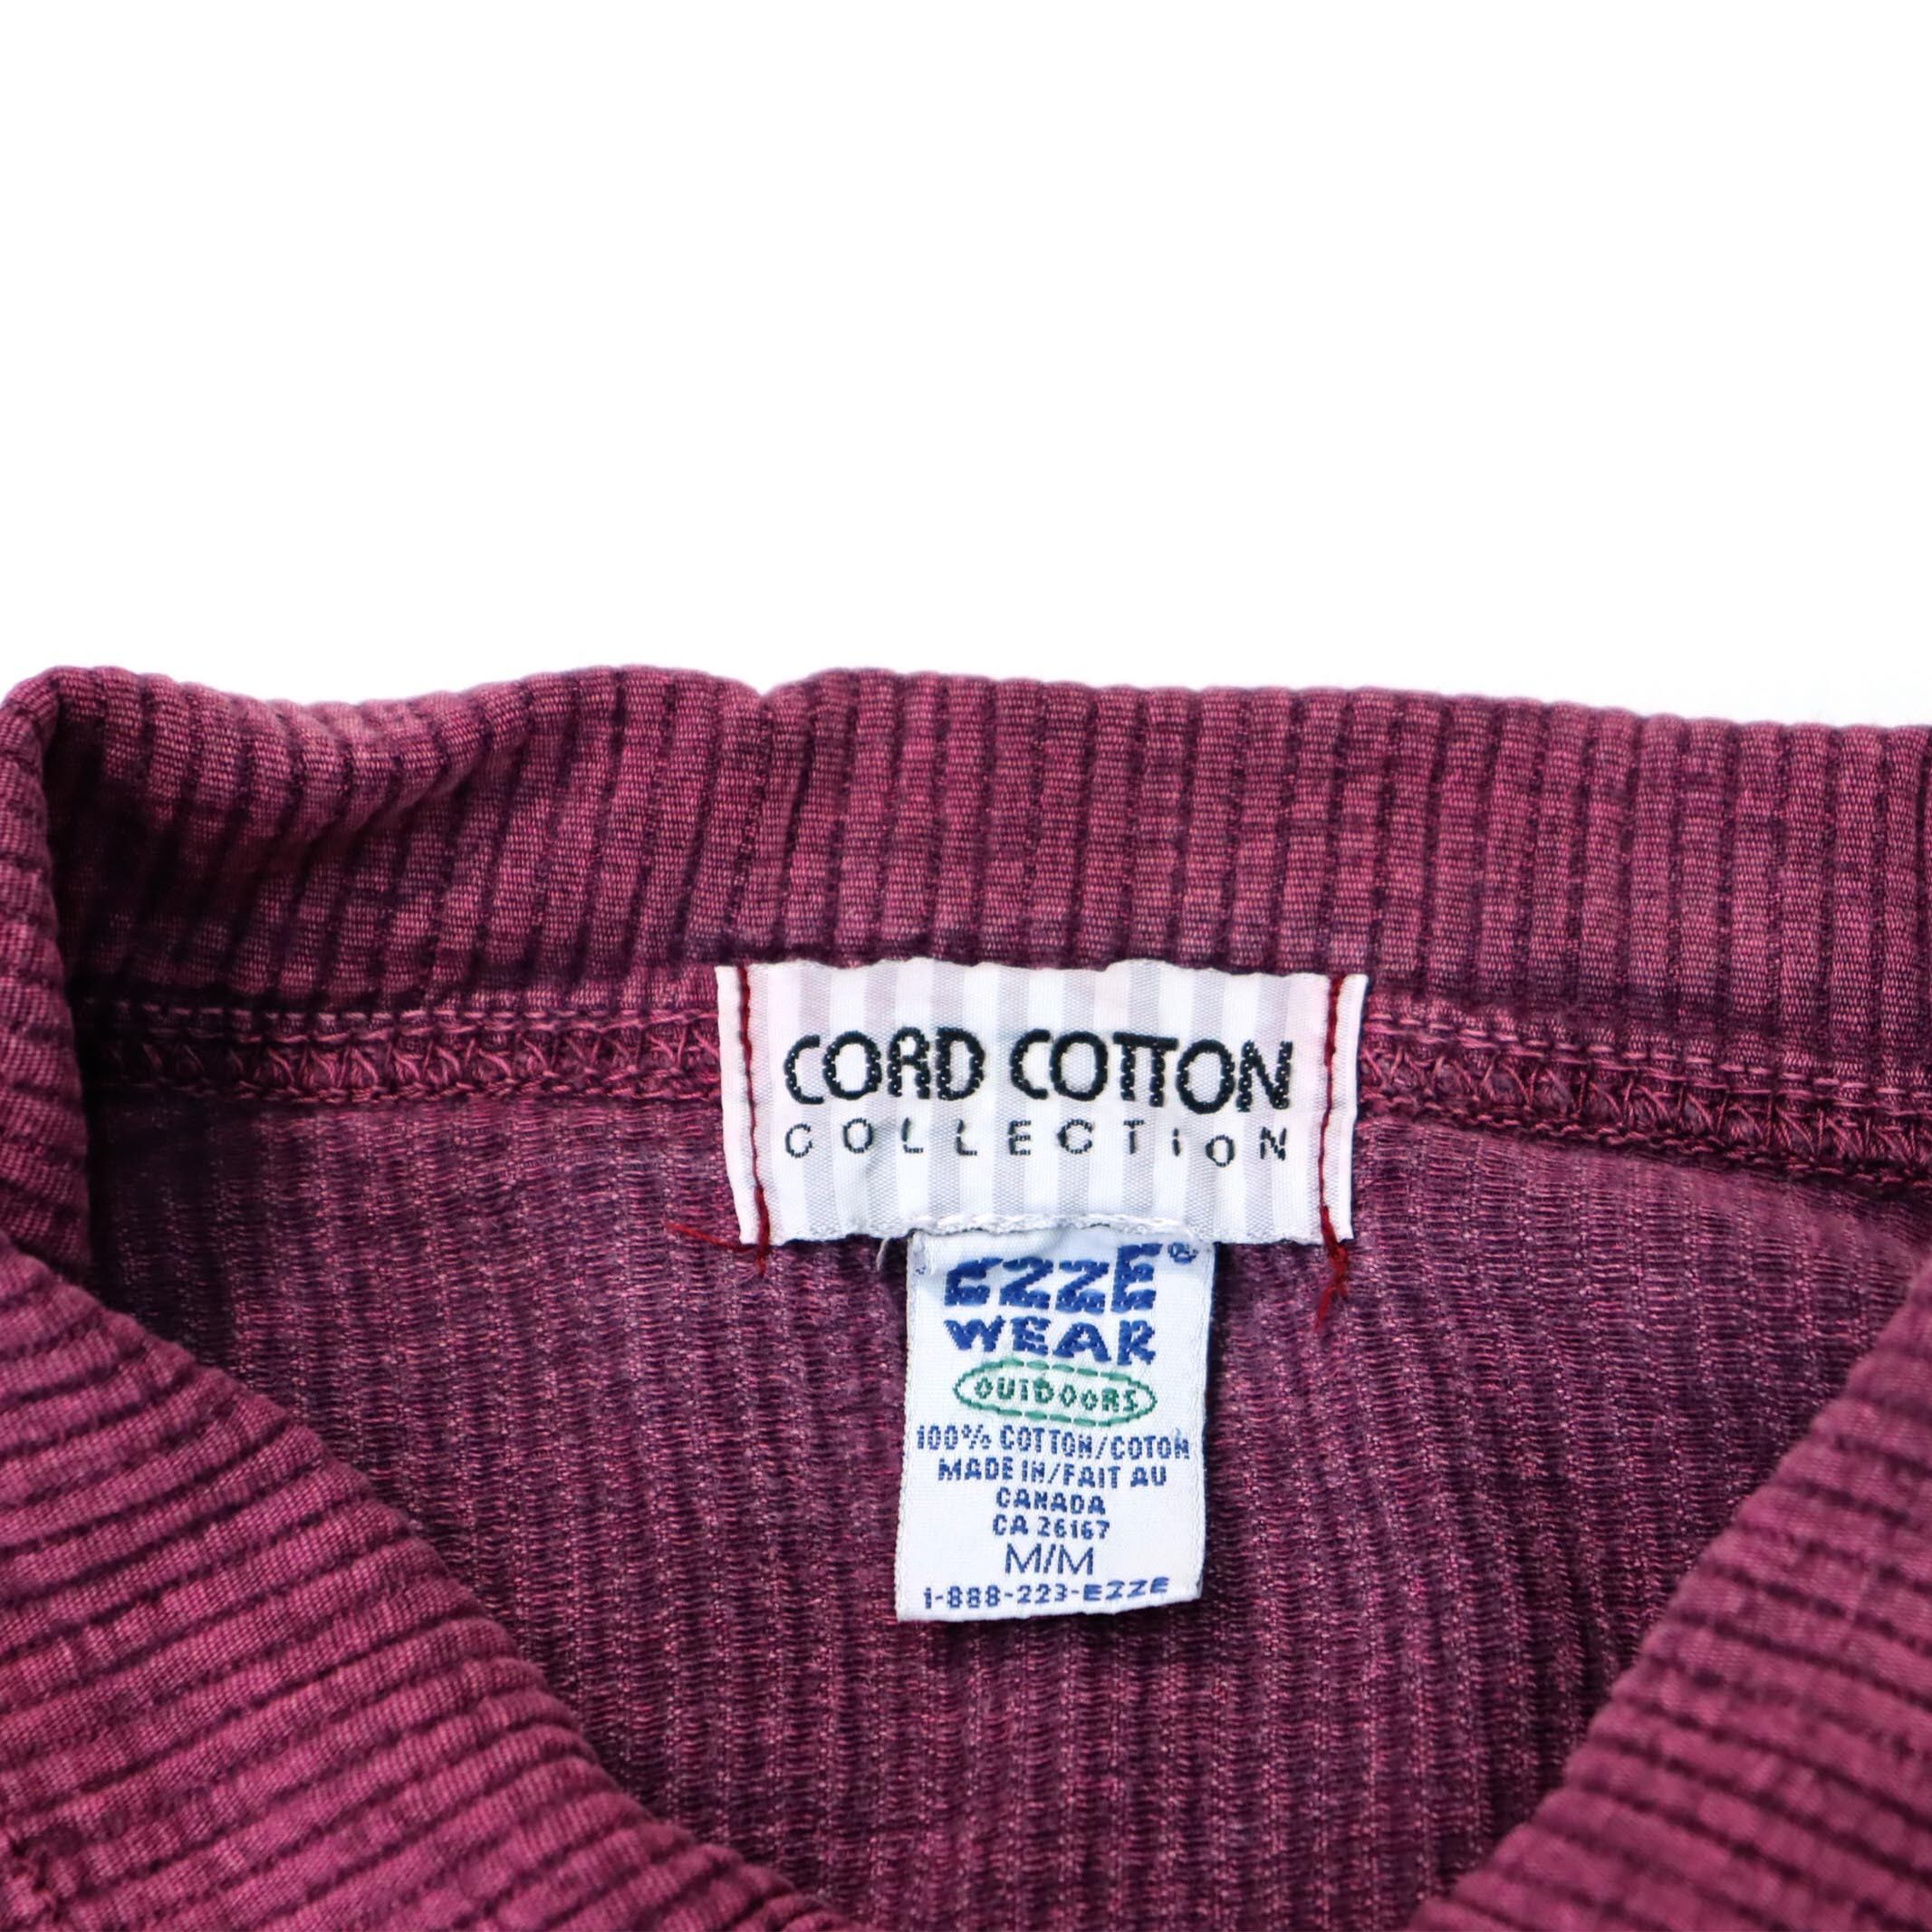 CORD COTTON
COLLECTION
EZZE®
WEAR
OUTDOORS
100% COTTON/COTON
MADE IN/FAIT AU
CANADA
CA 26167
M/M
1-888-223-EZZE